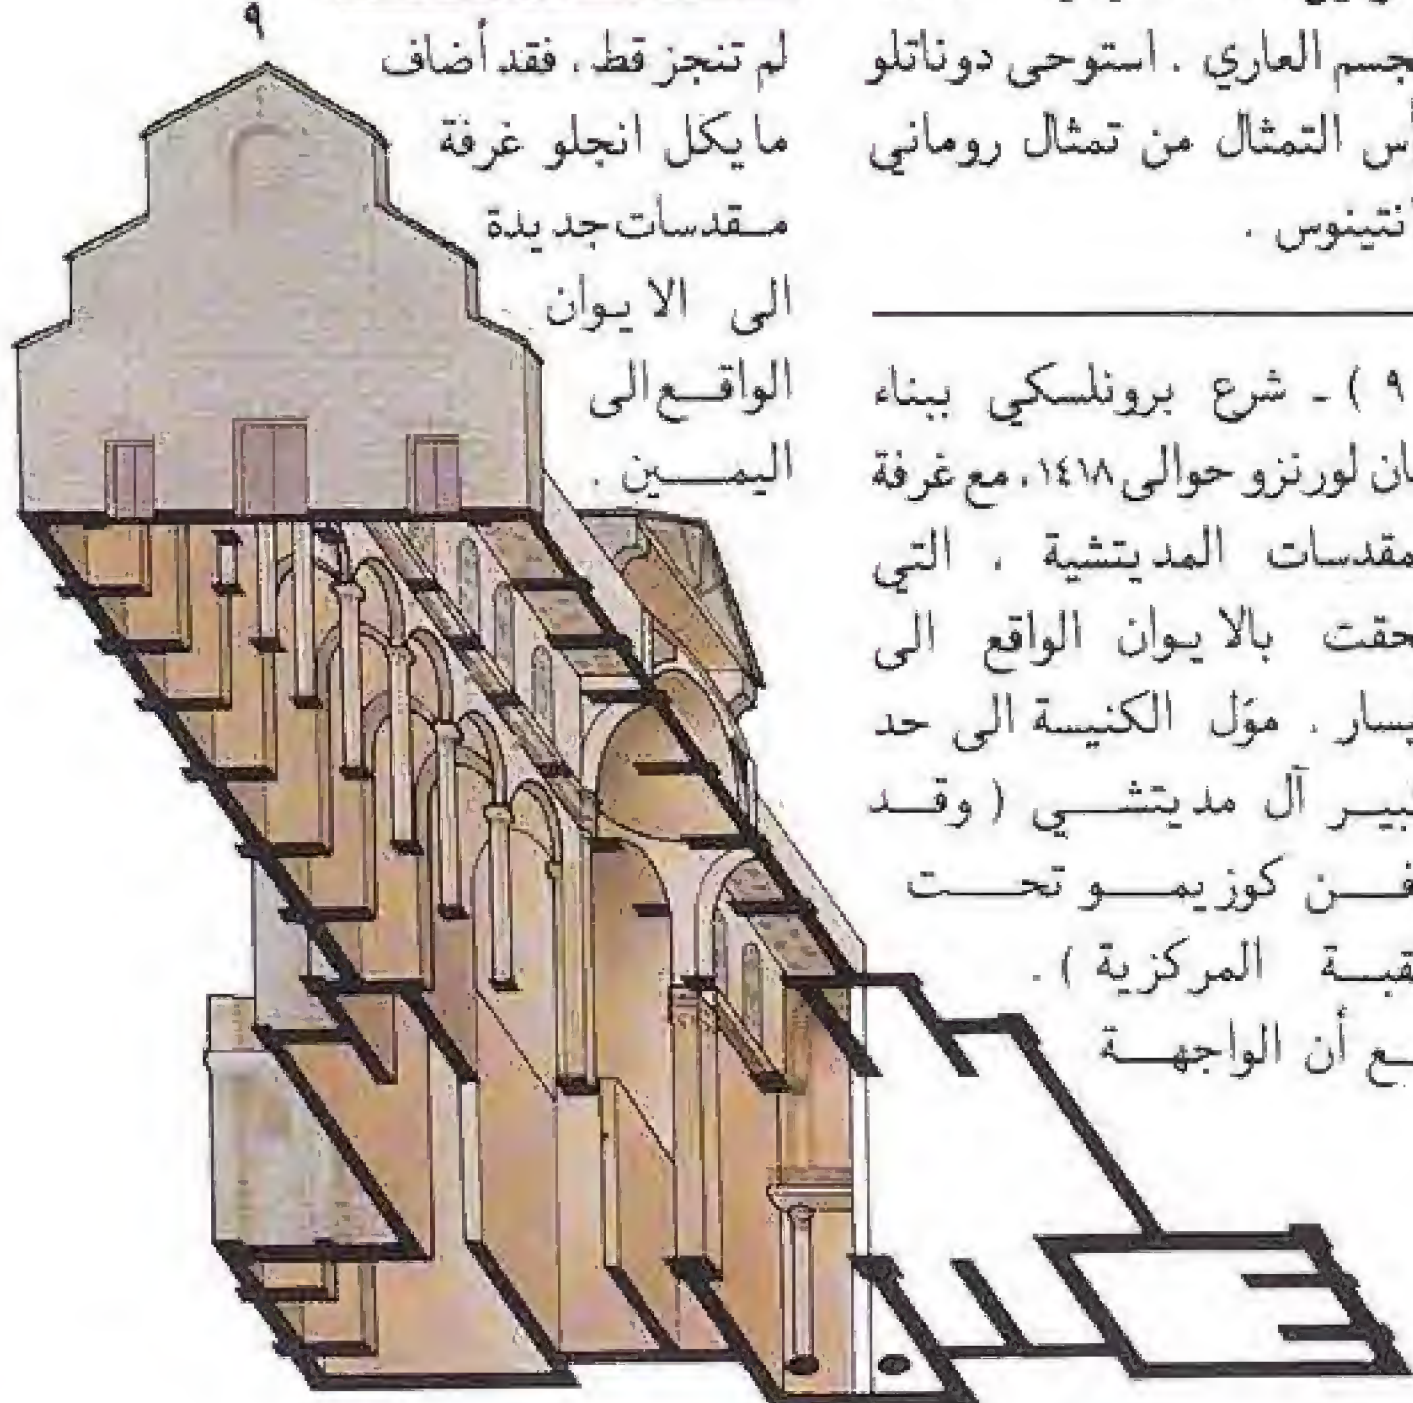 جسم العاري . استوحى دوناتلو
أس التمثال من تمثال روماني
نتينوس .
٩ ) ـ شرع برونلسكي ببناء
ان لورنزو حوالى ١٤١٨ ، مع غرفة
مقدسات المديتشية ، التي
حقت بالايوان الواقع الى
يسار . موّل الكنيسة الى حد
بير آل مديتشي ( وقد
فن كوزيمو تحت
قبة المركزية ) .
ع أن الواجهة
لم تنجز قط ، فقد أضاف
مايكل انجلو غرفة
مقدسات جديدة
الى الايوان
الواقع الى
اليمين .
٩